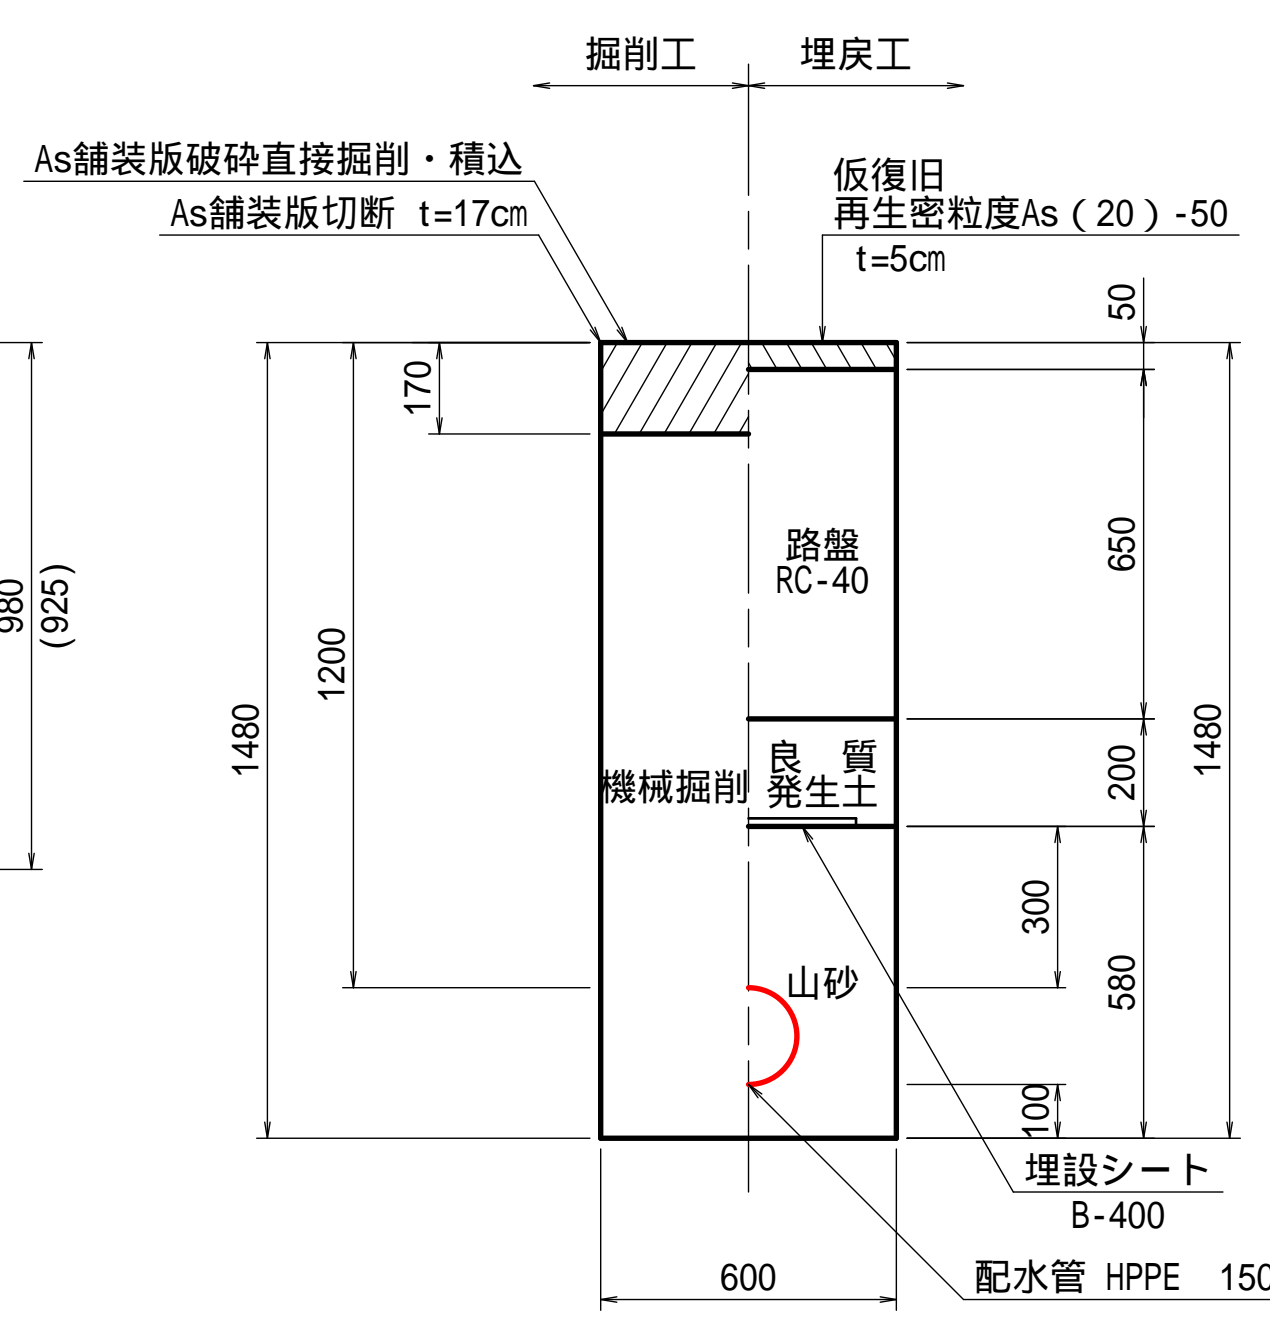 掘削工
埋戻工
As舗装版破砕直接掘削・積込
As舗装版切断 t=17cm
仮復旧
再生密粒度As（20）-50
t=5cm
50
170
650
980
(925)
1200
1480
路盤
RC-40
1480
機械掘削
良 質
発生土
200
300
580
山砂
100
埋設シート
B-400
600
配水管 HPPE 150